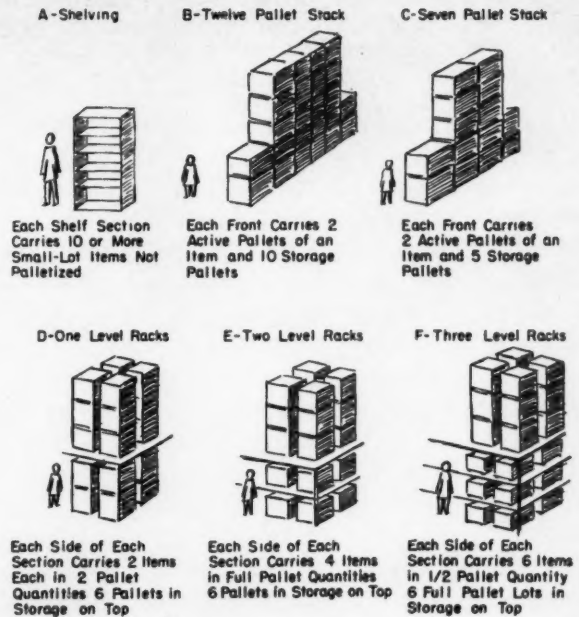 A-Shelving
B-Twelve Pallet Stack
C-Seven Pallet Stack
Each Shelf Section
Carries 10 or More
Small-Lot Items Not
Palletized
Each Front Carries 2
Active Pallets of an
Item and 10 Storage
Pallets
Each Front Carries
2 Active Pallets of an
Item and 5 Storage
Pallets
D-One Level Racks
E-Two Level Racks
F-Three Level Racks
Each Side of Each
Section Carries 2 Items
Each in 2 Pallet
Quantities 6 Pallets in
Storage on Top
Each Side of Each
Section Carries 4 Items
in Full Pallet Quantities
6 Pallets in Storage on Top
Each Side of Each
Section Carries 6 Items
in 1/2 Pallet Quantity
6 Full Pallet Lots in
Storage on Top